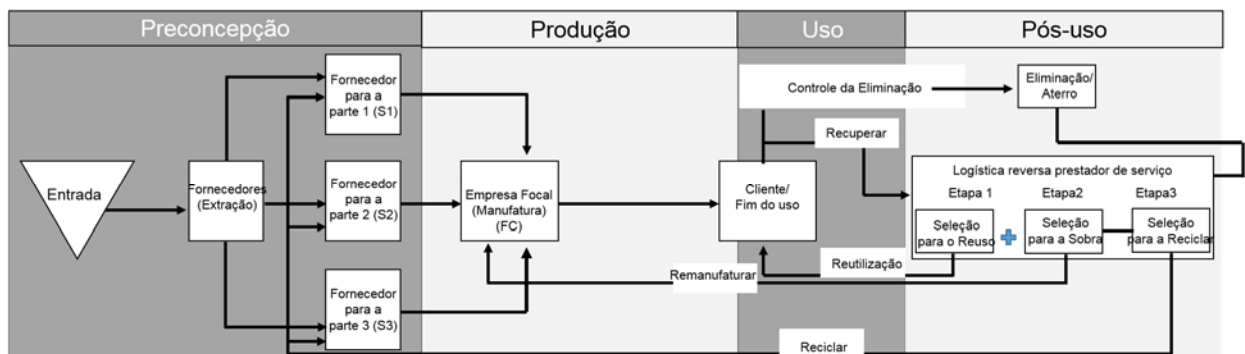 Preconcepção
Produção
Uso
Pós-uso
Entrada
Fornecedores
(Extração)
Fornecedor
para a
parte 1 (S1)
Fornecedor
para a
parte 2 (S2)
Fornecedor
para a
parte 3 (S3)
Empresa Focal
(Manufatura)
(FC)
Cliente/
Fim do uso
Controle da Eliminação
Eliminação/
Aterro
Recuperar
Logística reversa prestador de serviço
Etapa 1
Etapa2
Etapa3
Seleção
para o Reuso
Seleção
para a Sobra
Seleção
para a Reciclar
Reutilização
Remanufaturar
Reciclar